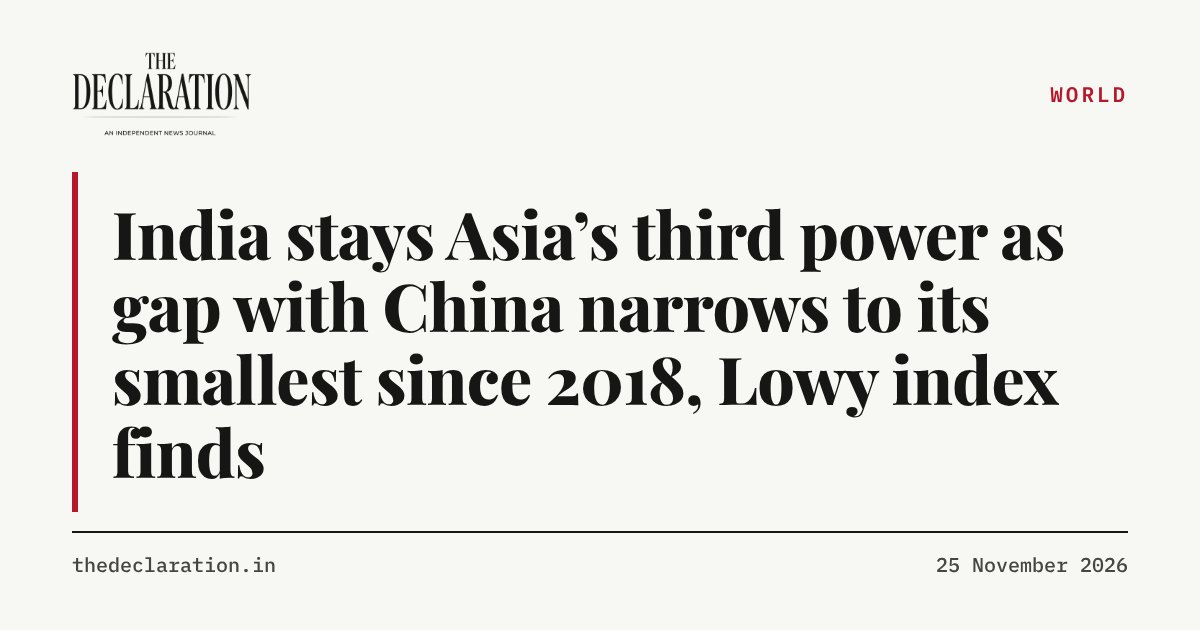 THE
DECLARATION
AN INDEPENDENT NEWS JOURNAL
WORLD
India stays Asia’s third power as
gap with China narrows to its
smallest since 2018, Lowy index
finds
thedeclaration.in
25 November 2026